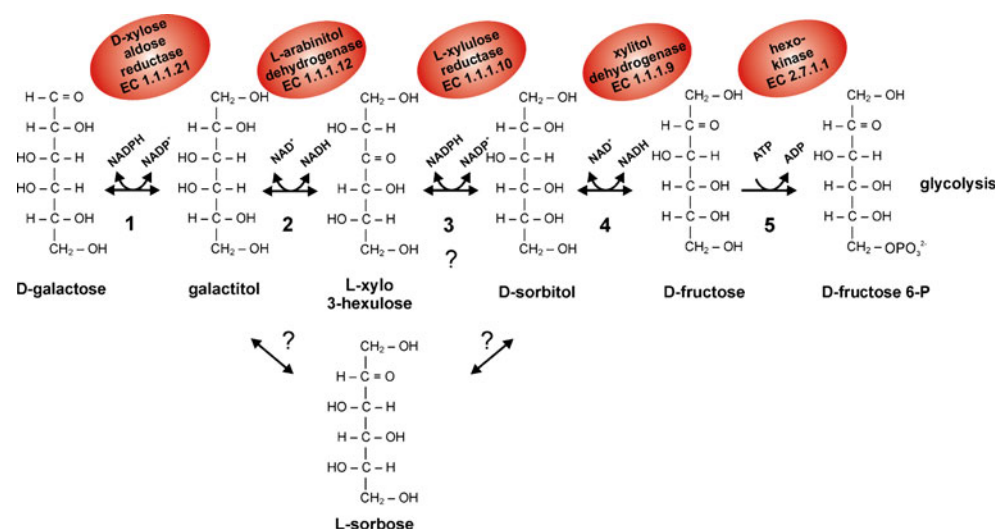 D-xylose
aldose
reductase
EC 1.1.1.21
L-arabinitol
dehydrogenase
EC 1.1.1.12
L-xylulose
reductase
EC 1.1.1.10
xylitol
dehydrogenase
EC 1.1.1.9
hexo-
kinase
EC 2.7.1.1
H – C = O
H – C – OH
HO – C – H
HO – C – H
H – C – OH
CH₂ – OH
D-galactose
NADPH
NADP⁺
1
CH₂ – OH
H – C – OH
HO – C – H
HO – C – H
H – C – OH
CH₂ – OH
galactitol
NAD⁺
NADH
2
CH₂ – OH
HO – C – H
C = O
H – C – OH
HO – C – H
CH₂ – OH
L-xylo
3-hexulose
NADPH
NADP⁺
3
?
CH₂ – OH
H – C – OH
HO – C – H
H – C – OH
H – C – OH
CH₂ – OH
D-sorbitol
NAD⁺
NADH
4
CH₂ – OH
H – C = O
HO – C – H
H – C – OH
H – C – OH
CH₂ – OH
D-fructose
ATP
ADP
5
CH₂ – OH
H – C = O
HO – C – H
H – C – OH
H – C – OH
CH₂ – OPO₃²⁻
D-fructose 6-P
glycolysis
?
?
CH₂ – OH
H – C = O
HO – C – H
H – C – OH
HO – C – H
CH₂ – OH
L-sorbose